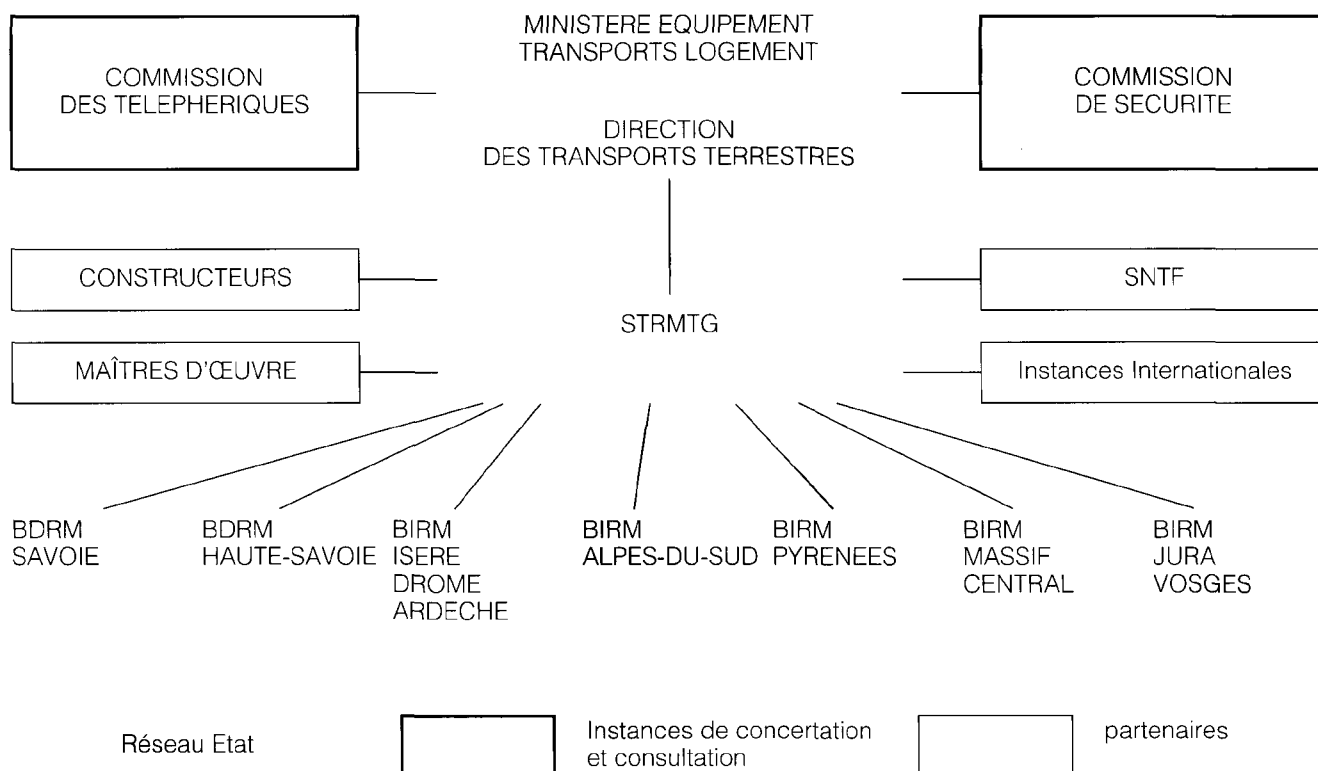 MINISTERE EQUIPEMENT
TRANSPORTS LOGEMENT
COMMISSION
DES TELEPHERIQUES
COMMISSION
DE SECURITE
DIRECTION
DES TRANSPORTS TERRESTRES
CONSTRUCTEURS
SNTF
STRMTG
MAÎTRES D'ŒUVRE
Instances Internationales
BDRM
SAVOIE
BDRM
HAUTE-SAVOIE
BIRM
ISERE
DROME
ARDECHE
BIRM
ALPES-DU-SUD
BIRM
PYRENEES
BIRM
MASSIF
CENTRAL
BIRM
JURA
VOSGES
Réseau Etat
Instances de concertation
et consultation
partenaires